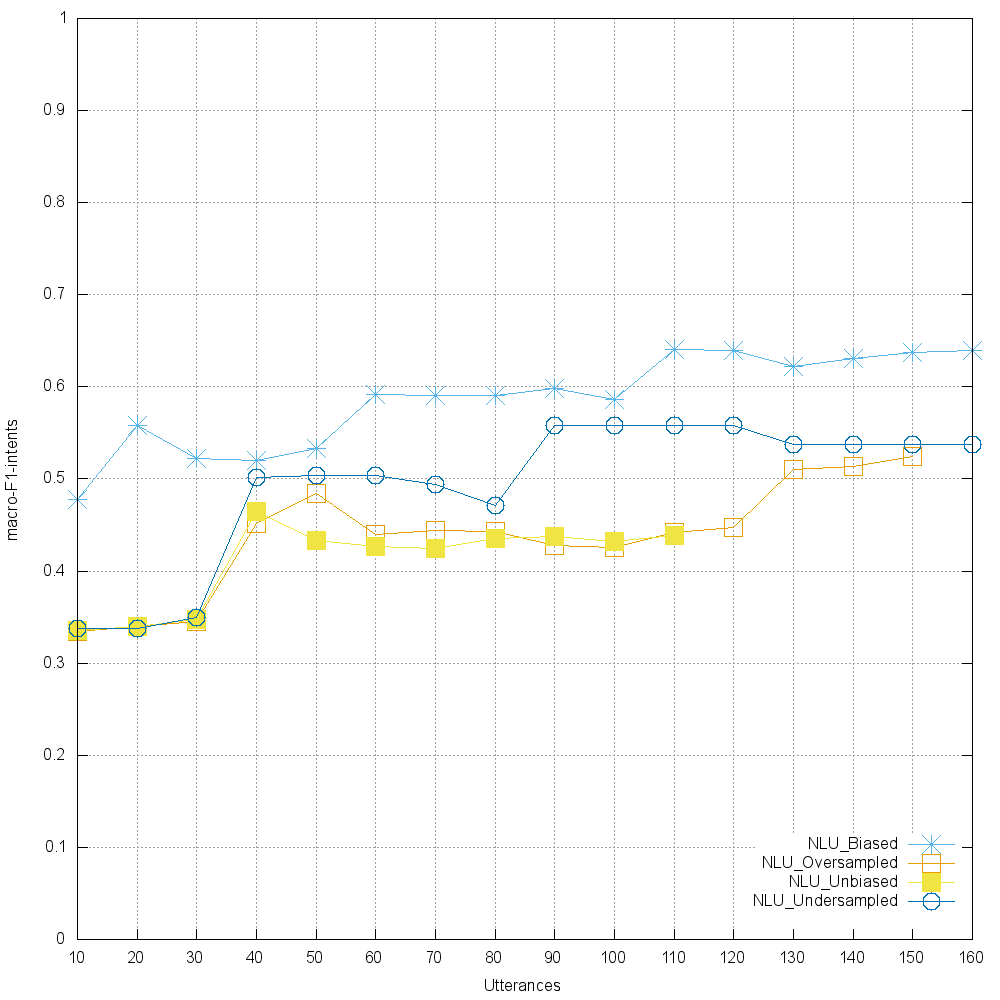 1
0.9
0.8
0.7
0.6
0.5
0.4
0.3
0.2
0.1
0
macro-F1-intents
NLU_Biased
NLU_Oversampled
NLU_Unbiased
NLU_Undersampled
10 20 30 40 50 60 70 80 90 100 110 120 130 140 150 160
Utterances